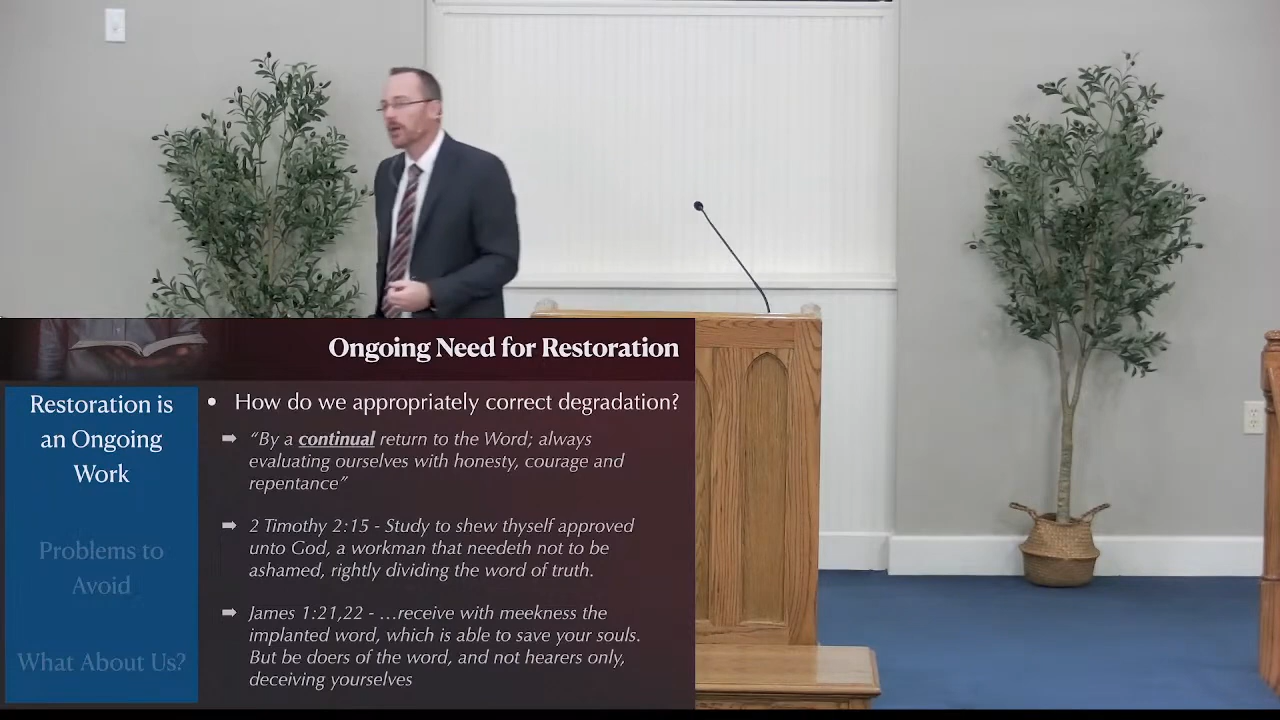 Ongoing Need for Restoration
Restoration is
an Ongoing
Work
Problems to
Avoid
What About Us?
• How do we appropriately correct degradation?
➡ “By a continual return to the Word; always
evaluating ourselves with honesty, courage and
repentance”
➡ 2 Timothy 2:15 - Study to shew thyself approved
unto God, a workman that needeth not to be
ashamed, rightly dividing the word of truth.
➡ James 1:21,22 - …receive with meekness the
implanted word, which is able to save your souls.
But be doers of the word, and not hearers only,
deceiving yourselves